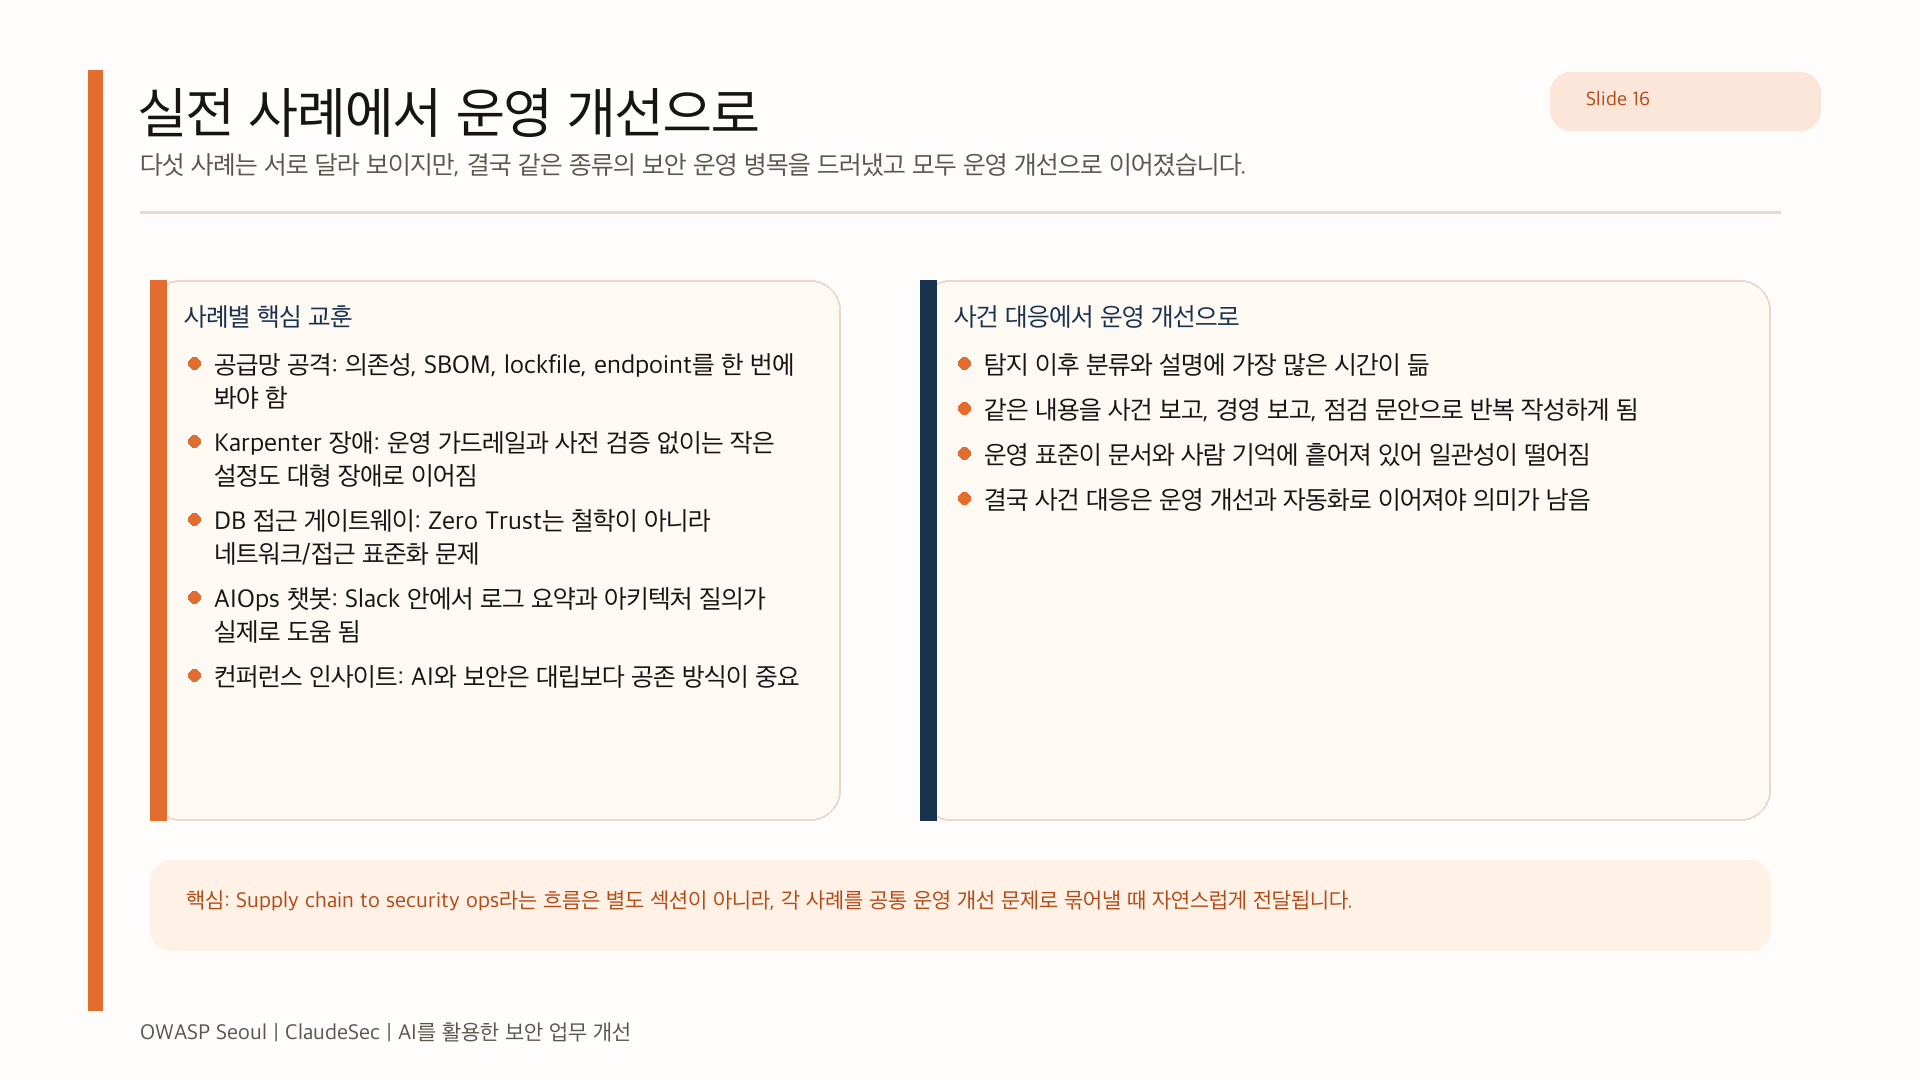 실전 사례에서 운영 개선으로
Slide 16
다섯 사례는 서로 달라 보이지만, 결국 같은 종류의 보안 운영 병목을 드러냈고 모두 운영 개선으로 이어졌습니다.
사례별 핵심 교훈
공급망 공격: 의존성, SBOM, lockfile, endpoint를 한 번에
봐야 함
Karpenter 장애: 운영 가드레일과 사전 검증 없이는 작은
설정도 대형 장애로 이어짐
DB 접근 게이트웨이: Zero Trust는 철학이 아니라
네트워크/접근 표준화 문제
AIOps 챗봇: Slack 안에서 로그 요약과 아키텍처 질의가
실제로 도움 됨
컨퍼런스 인사이트: AI와 보안은 대립보다 공존 방식이 중요
사건 대응에서 운영 개선으로
탐지 이후 분류와 설명에 가장 많은 시간이 듦
같은 내용을 사건 보고, 경영 보고, 점검 문안으로 반복 작성하게 됨
운영 표준이 문서와 사람 기억에 흩어져 있어 일관성이 떨어짐
결국 사건 대응은 운영 개선과 자동화로 이어져야 의미가 남음
핵심: Supply chain to security ops라는 흐름은 별도 섹션이 아니라, 각 사례를 공통 운영 개선 문제로 묶어낼 때 자연스럽게 전달됩니다.
OWASP Seoul | ClaudeSec | AI를 활용한 보안 업무 개선